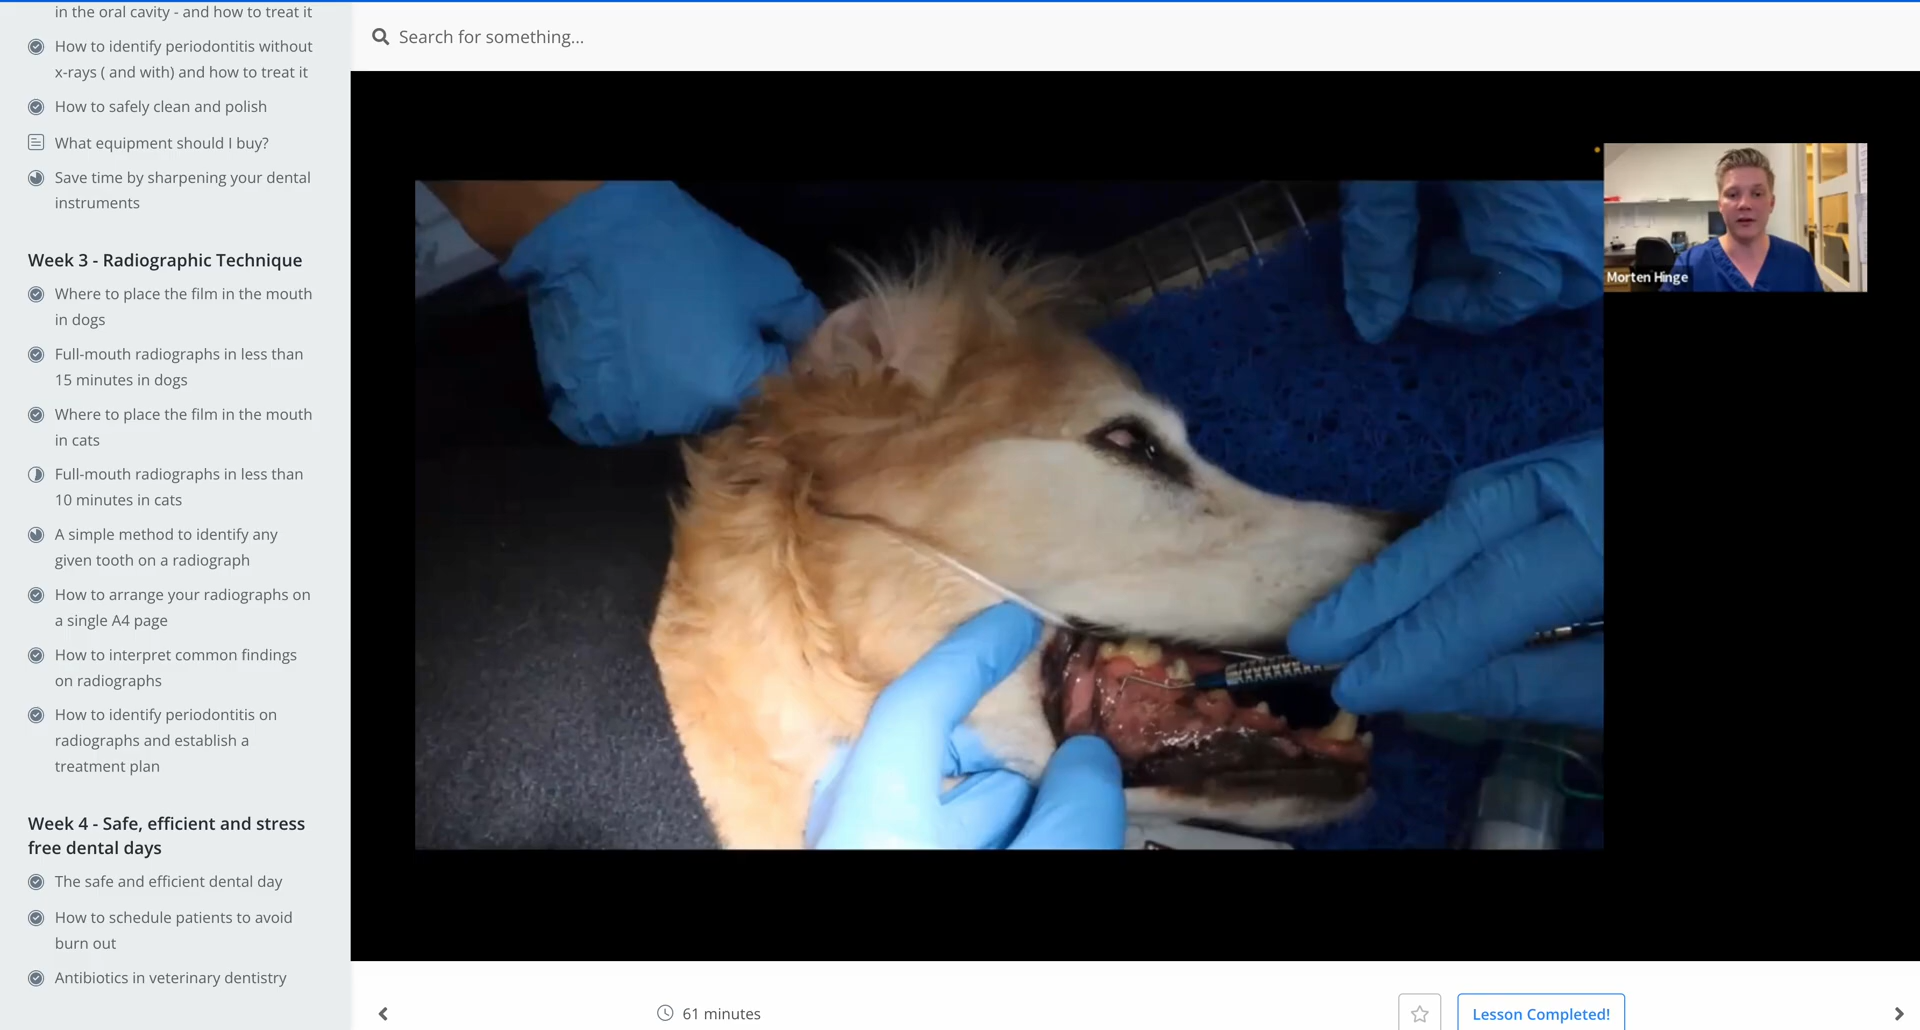 in the oral cavity - and how to treat it
How to identify periodontitis without
x-rays ( and with) and how to treat it
How to safely clean and polish
What equipment should I buy?
Save time by sharpening your dental
instruments
Week 3 - Radiographic Technique
Where to place the film in the mouth
in dogs
Full-mouth radiographs in less than
15 minutes in dogs
Where to place the film in the mouth
in cats
Full-mouth radiographs in less than
10 minutes in cats
A simple method to identify any
given tooth on a radiograph
How to arrange your radiographs on
a single A4 page
How to interpret common findings
on radiographs
How to identify periodontitis on
radiographs and establish a
treatment plan
Week 4 - Safe, efficient and stress
free dental days
The safe and efficient dental day
How to schedule patients to avoid
burn out
Antibiotics in veterinary dentistry
Search for something...
Morten Hinge
61 minutes
Lesson Completed!